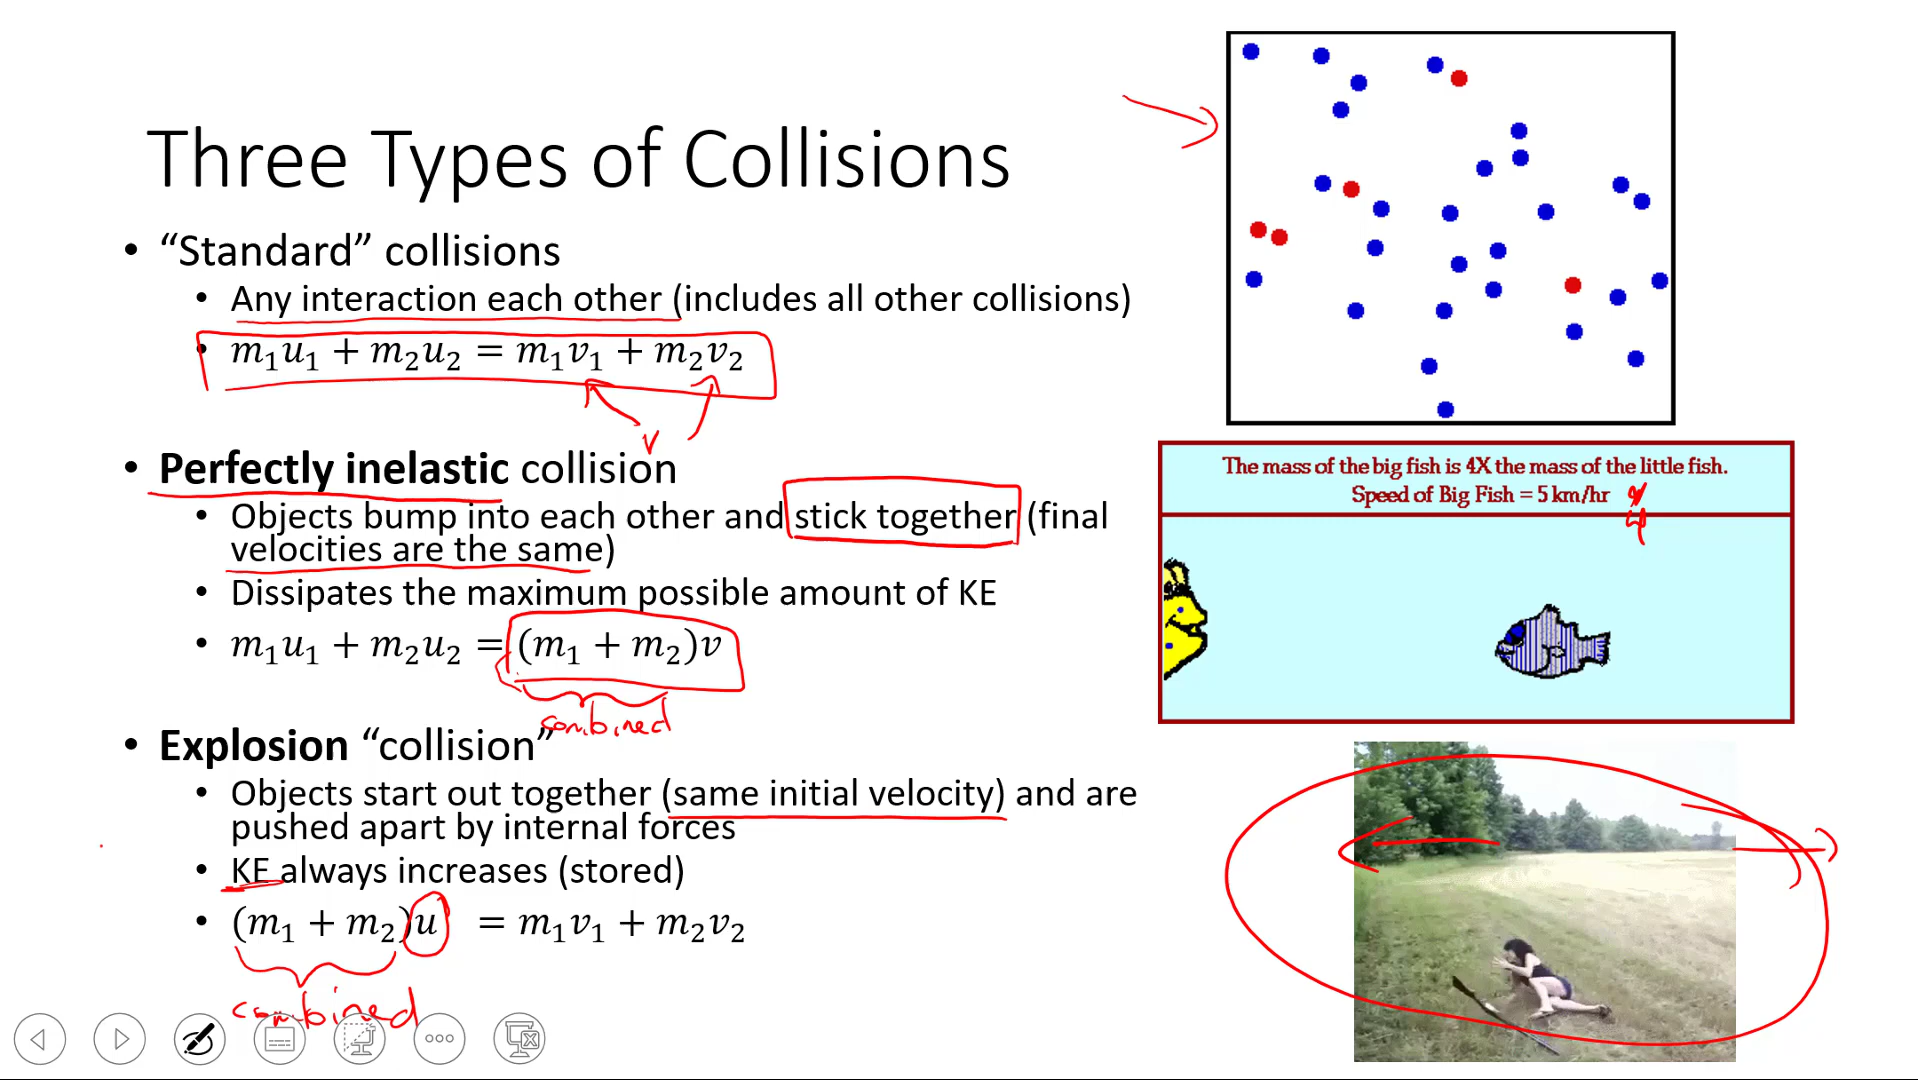 Three Types of Collisions
• “Standard” collisions
• Any interaction each other (includes all other collisions)
• m₁u₁ + m₂u₂ = m₁v₁ + m₂v₂
v
• Perfectly inelastic collision
• Objects bump into each other and stick together (final
velocities are the same)
• Dissipates the maximum possible amount of KE
• m₁u₁ + m₂u₂ = (m₁ + m₂)v
combined
• Explosion “collision”
• Objects start out together (same initial velocity) and are
pushed apart by internal forces
• KE always increases (stored)
• (m₁ + m₂)u = m₁v₁ + m₂v₂
combined
The mass of the big fish is 4X the mass of the little fish.
Speed of Big Fish = 5 km/hr